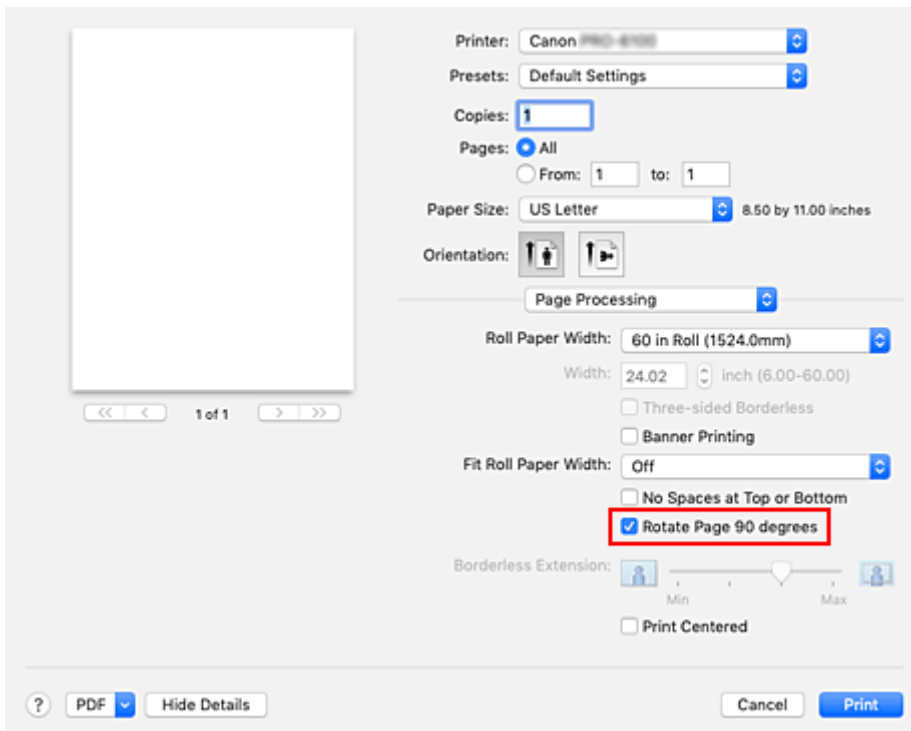 Printer: Canon
Presets: Default Settings
Copies: 1
Pages: All
From: 1 to: 1
Paper Size: US Letter 8.50 by 11.00 inches
Orientation:
Page Processing
Roll Paper Width: 60 in Roll (1524.0mm)
Width: 24.02 inch (6.00-60.00)
Three-sided Borderless
Banner Printing
Fit Roll Paper Width: Off
No Spaces at Top or Bottom
Rotate Page 90 degrees
Borderless Extension:
Min Max
Print Centered
1 of 1
? PDF Hide Details Cancel Print